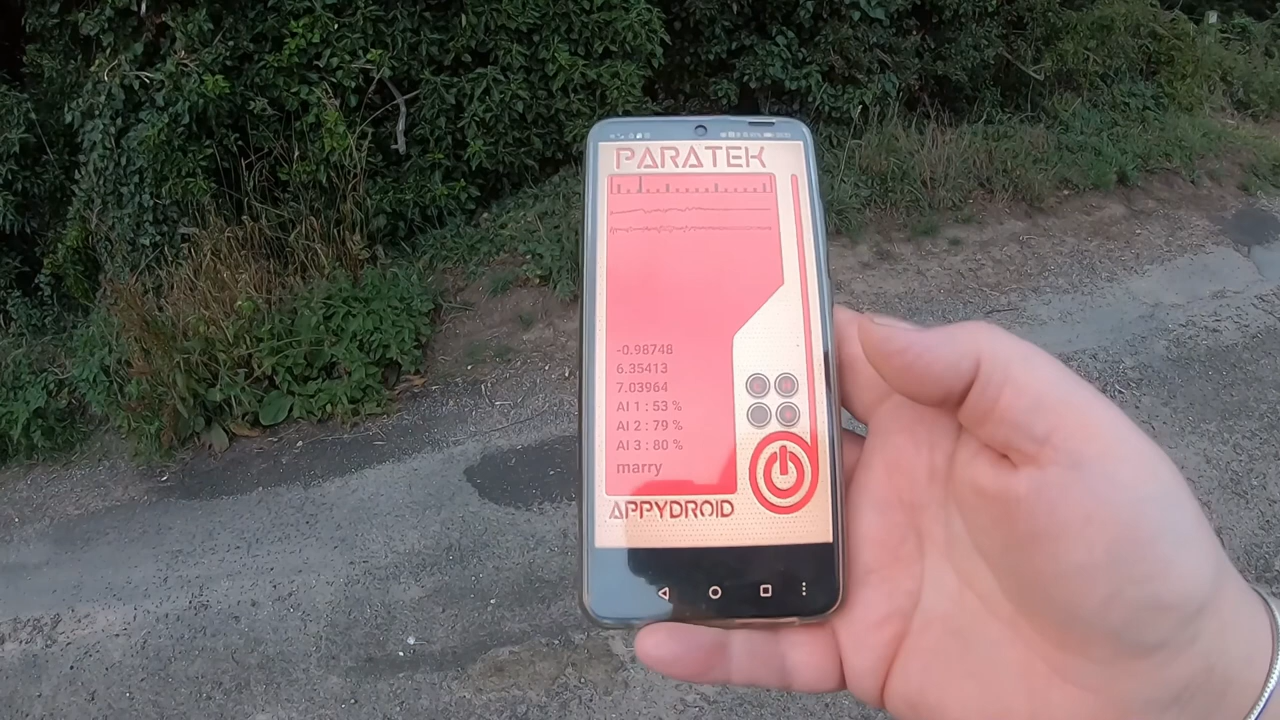 PARATEK
-0.98748
6.35413
7.03964
AI 1 : 53 %
AI 2 : 79 %
AI 3 : 80 %
marry
APPYDROID